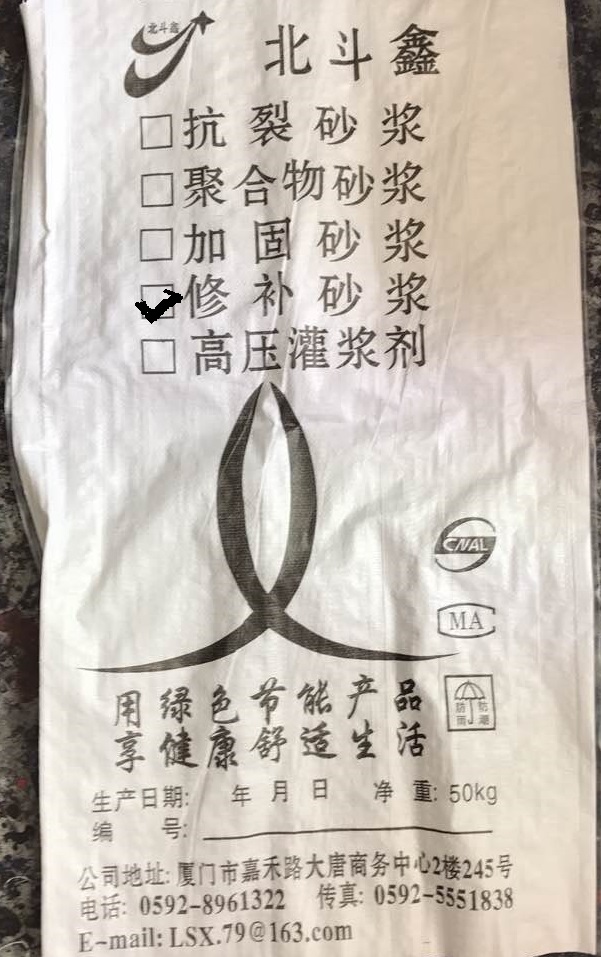 北斗鑫
北斗鑫
□抗裂砂浆
□聚合物砂浆
□加固砂浆
☑修补砂浆
□高压灌浆剂
CNAL
MA
防雨 防潮
用绿色节能产品
享健康舒适生活
生产日期: 年 月 日 净 重: 50kg
编 号:
公司地址: 厦门市嘉禾路大唐商务中心2楼245号
电话: 0592-8961322 传真: 0592-5551838
E-mail: LSX.79@163.com